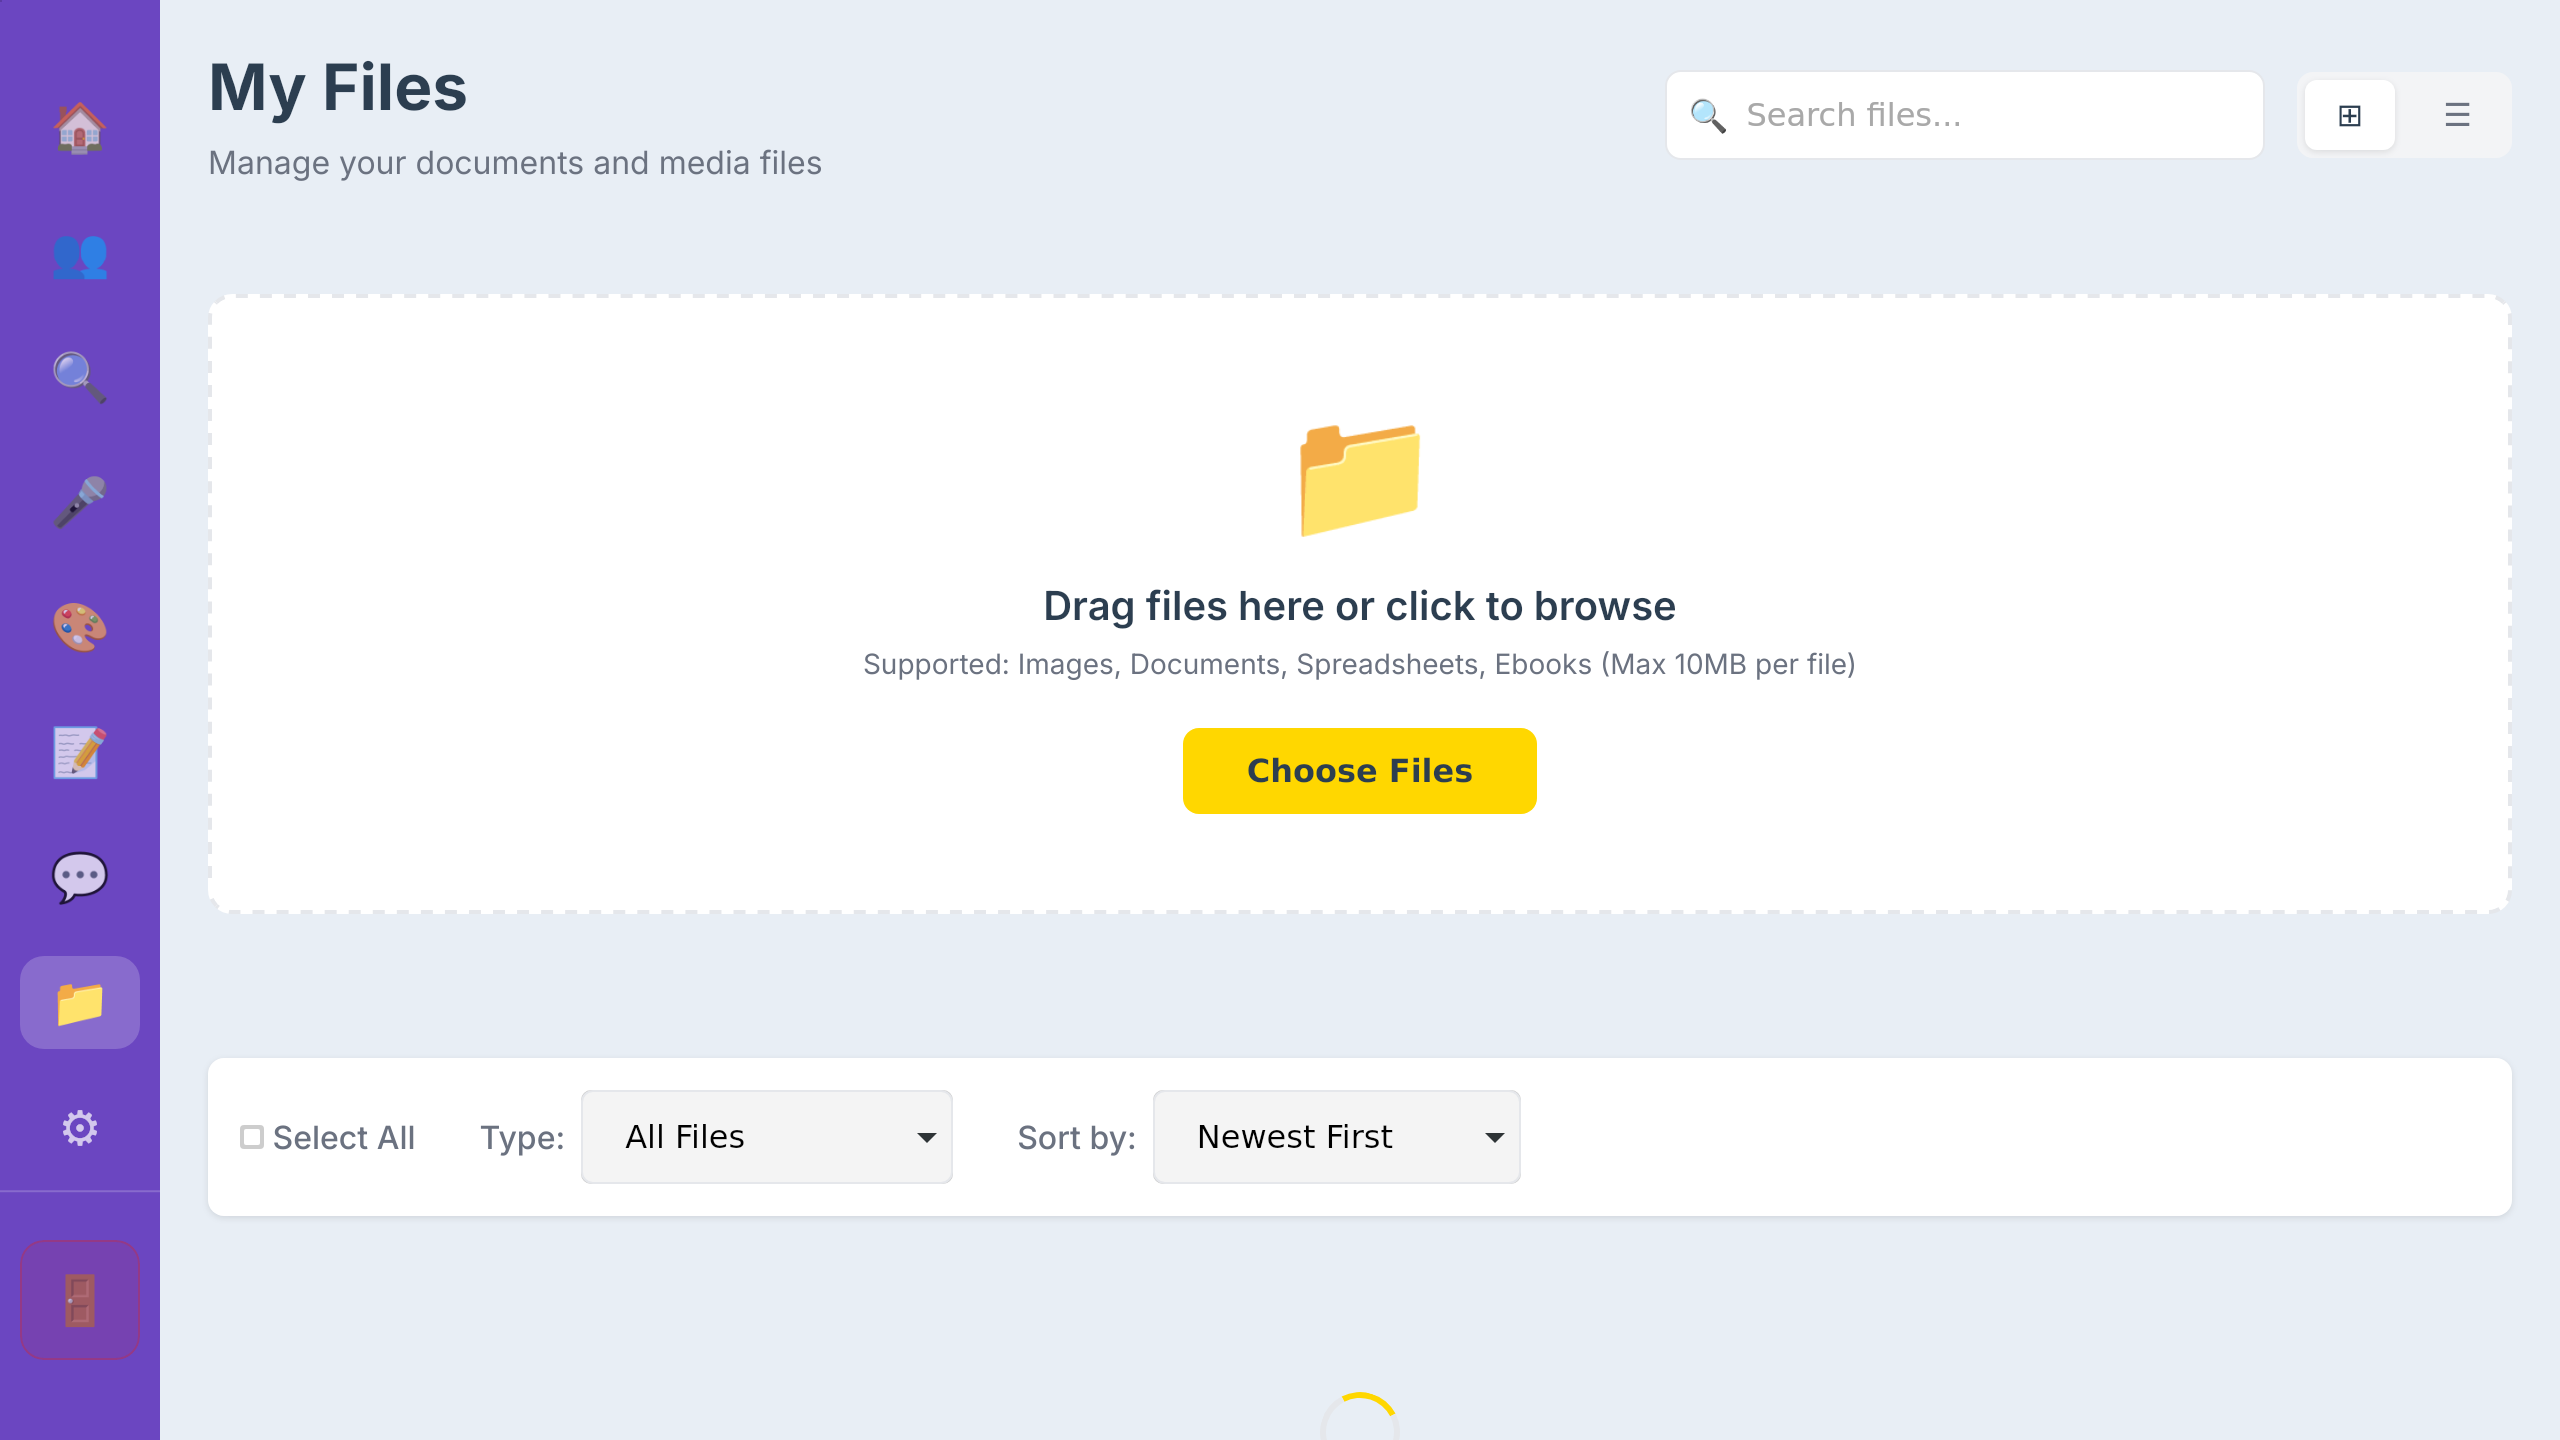 My Files
Manage your documents and media files
Search files...
Drag files here or click to browse
Supported: Images, Documents, Spreadsheets, Ebooks (Max 10MB per file)
Choose Files
Select All Type: All Files Sort by: Newest First